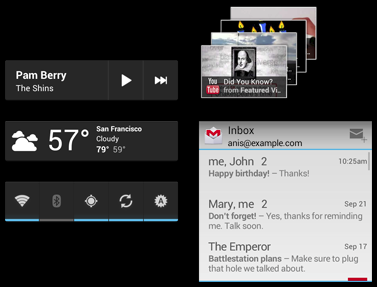 Pam Berry
The Shins
57°
San Francisco
Cloudy
79° 59°
A
You
Tube
Did You Know?
from Featured Vi..
Inbox
anis@example.com
me, John 2
10:25am
Happy birthday! – Thanks!
Mary, me 2
Sep 21
Don't forget! – Yes, thanks for reminding
me. Talk soon.
The Emperor
Sep 17
Battlestation plans – Make sure to plug
that hole we talked about.